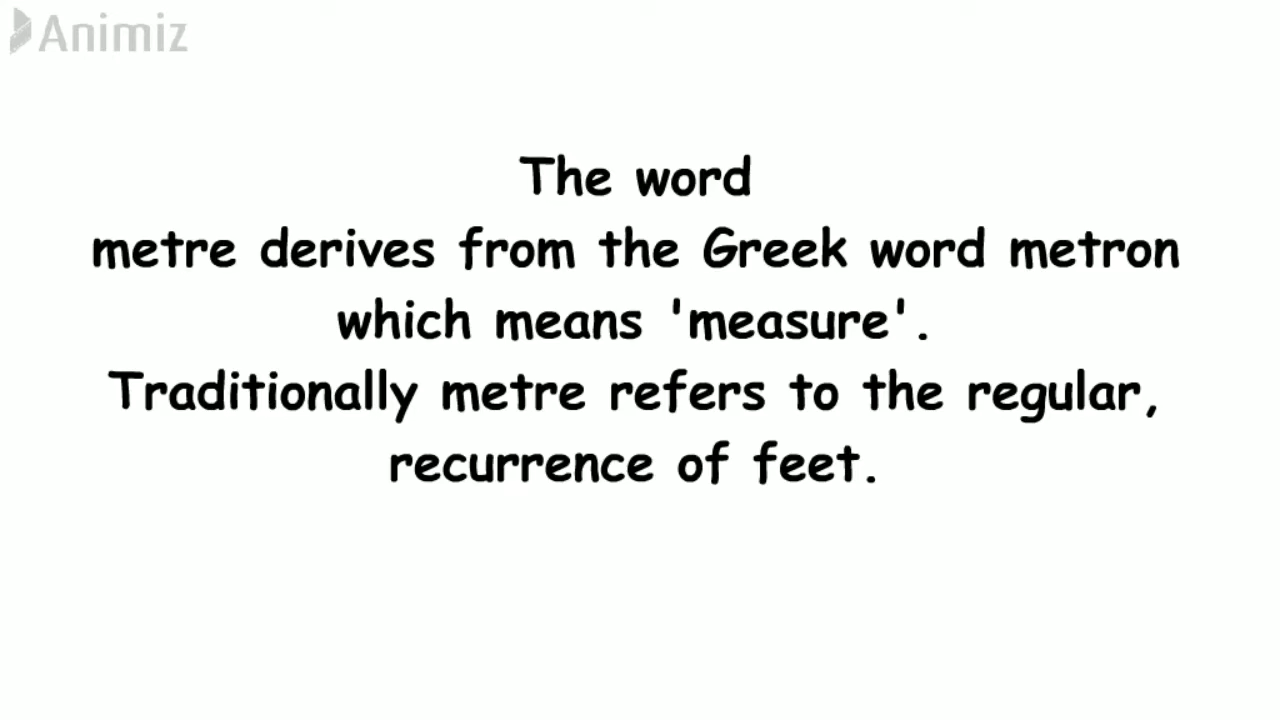 Animiz
The word
metre derives from the Greek word metron
which means 'measure'.
Traditionally metre refers to the regular,
recurrence of feet.